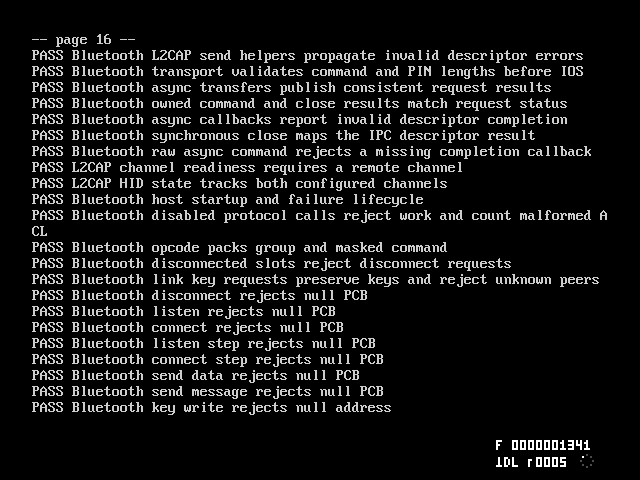 -- page 16 --
PASS Bluetooth L2CAP send helpers propagate invalid descriptor errors
PASS Bluetooth transport validates command and PIN lengths before IOS
PASS Bluetooth async transfers publish consistent request results
PASS Bluetooth owned command and close results match request status
PASS Bluetooth async callbacks report invalid descriptor completion
PASS Bluetooth synchronous close maps the IPC descriptor result
PASS Bluetooth raw async command rejects a missing completion callback
PASS L2CAP channel readiness requires a remote channel
PASS L2CAP HID state tracks both configured channels
PASS Bluetooth host startup and failure lifecycle
PASS Bluetooth disabled protocol calls reject work and count malformed A
CL
PASS Bluetooth opcode packs group and masked command
PASS Bluetooth disconnected slots reject disconnect requests
PASS Bluetooth link key requests preserve keys and reject unknown peers
PASS Bluetooth disconnect rejects null PCB
PASS Bluetooth listen rejects null PCB
PASS Bluetooth connect rejects null PCB
PASS Bluetooth listen step rejects null PCB
PASS Bluetooth connect step rejects null PCB
PASS Bluetooth send data rejects null PCB
PASS Bluetooth send message rejects null PCB
PASS Bluetooth key write rejects null address
F 0000001341
IDL r0005